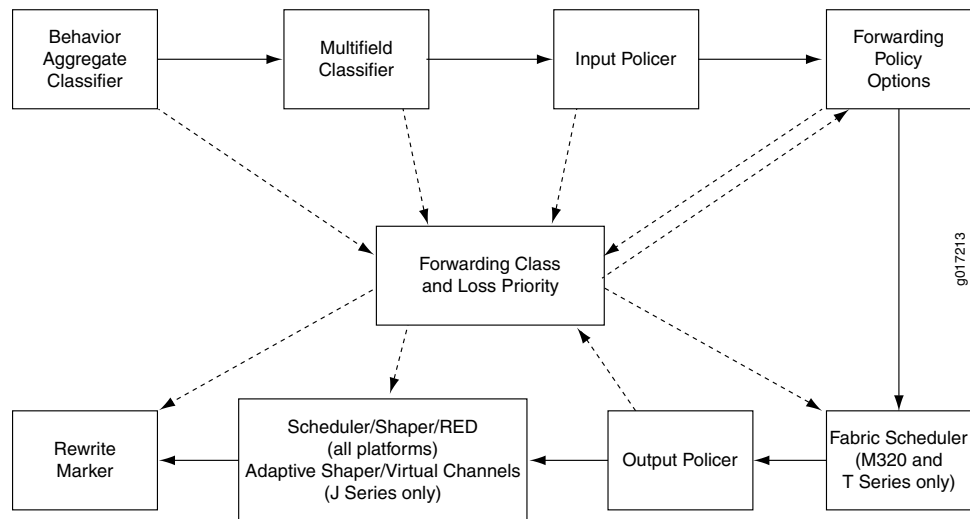 Behavior
Aggregate
Classifier
Multifield
Classifier
Input Policer
Forwarding
Policy
Options
Forwarding Class
and Loss Priority
g017213
Rewrite
Marker
Scheduler/Shaper/RED
(all platforms)
Adaptive Shaper/Virtual Channels
(J Series only)
Output Policer
Fabric Scheduler
(M320 and
T Series only)